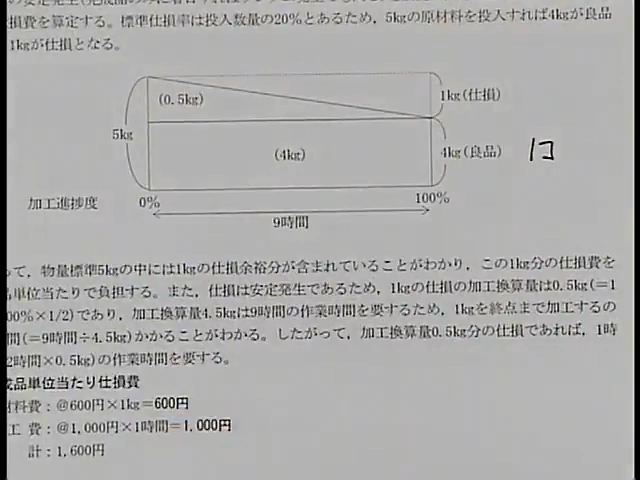 損費を算定する。標準仕損率は投入数量の20％とあるため，5kgの原材料を投入すれば4kgが良品
1kgが仕損となる。
(0.5kg)
1kg(仕損)
5kg
(4kg)
4kg(良品)
1コ
加工進捗度
0%
100%
9時間
って，物量標準5kgの中には1kgの仕損余裕分が含まれていることがわかり，この1kg分の仕損費を
単位当たりで負担する。また，仕損は安定発生であるため，1kgの仕損の加工換算量は0.5kg(＝1
00％×1/2)であり，加工換算量4.5kgは9時間の作業時間を要するため，1kgを終点まで加工するの
間(＝9時間÷4.5kg)かかることがわかる。したがって，加工換算量0.5kg分の仕損であれば，1時
2時間×0.5kg)の作業時間を要する。
成品単位当たり仕損費
材料費：@600円×1kg＝600円
工 費：@1,000円×1時間＝1,000円
計：1,600円